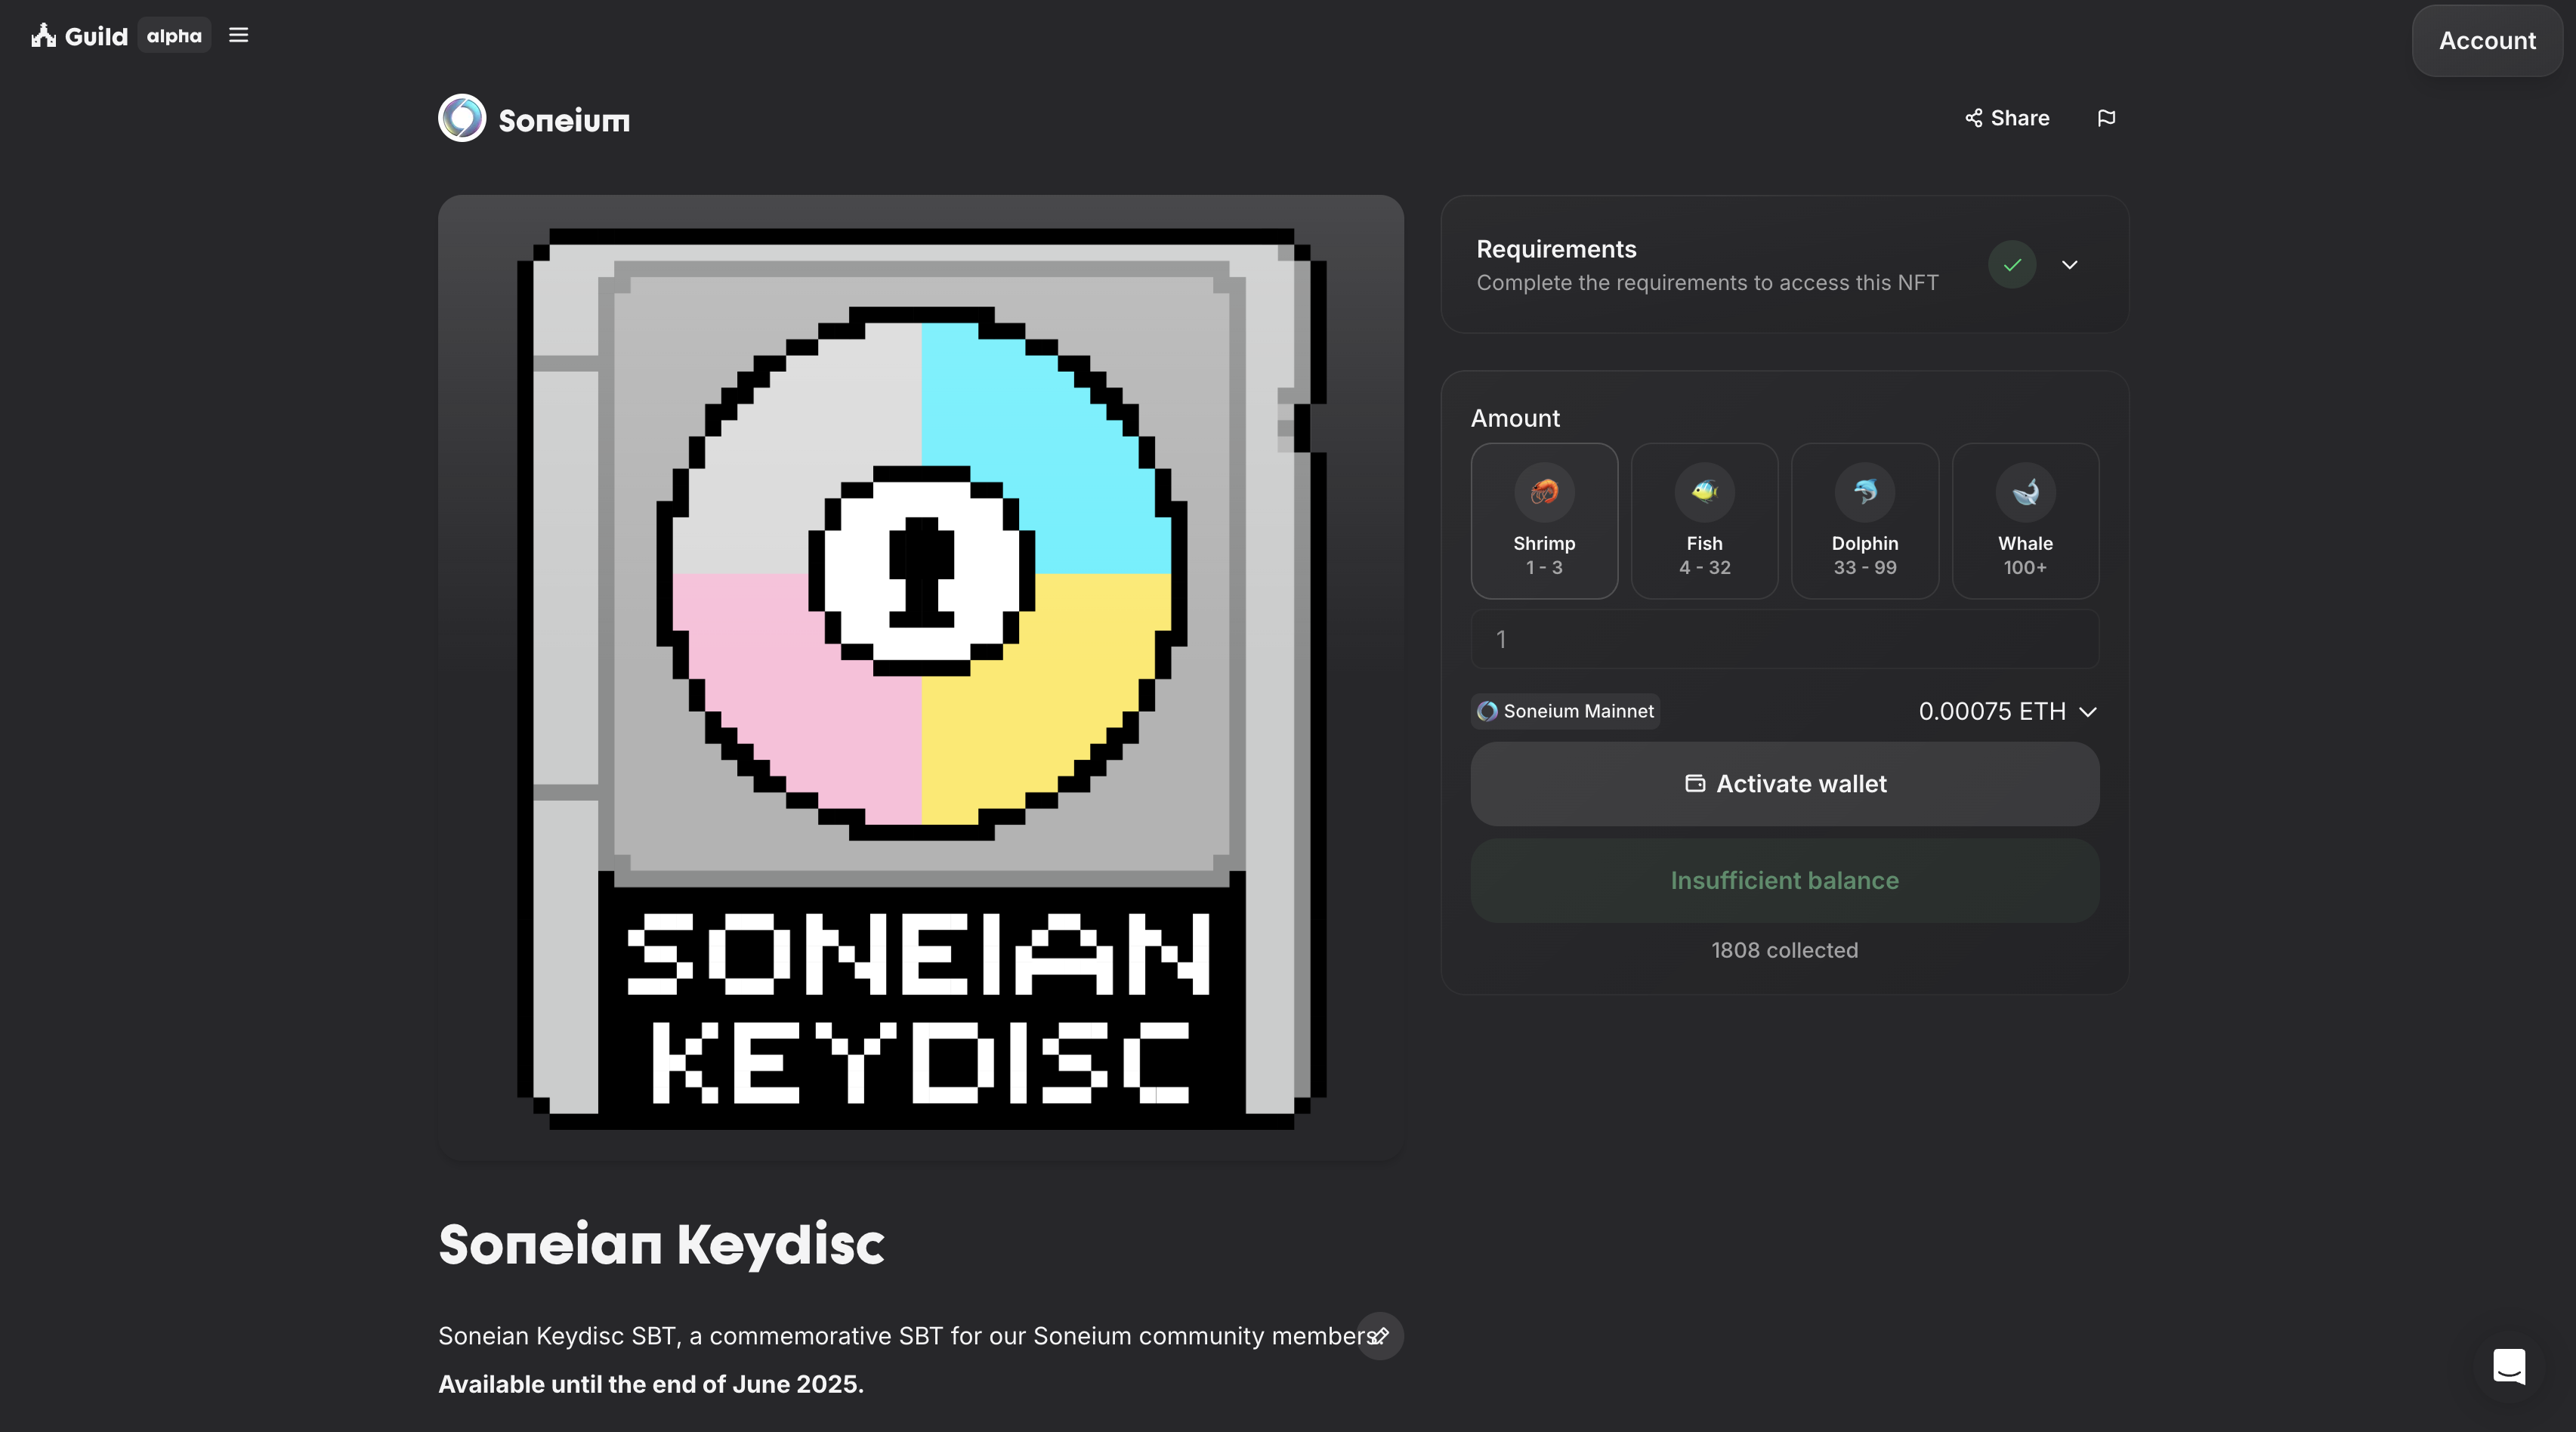 Guild alpha
Account
Soneium
Share
Requirements
Complete the requirements to access this NFT
Amount
Shrimp
1 - 3
Fish
4 - 32
Dolphin
33 - 99
Whale
100+
1
Soneium Mainnet
0.00075 ETH
Activate wallet
Insufficient balance
1808 collected
SONEIAN
KEYDISC
Soneian Keydisc
Soneian Keydisc SBT, a commemorative SBT for our Soneium community members.
Available until the end of June 2025.